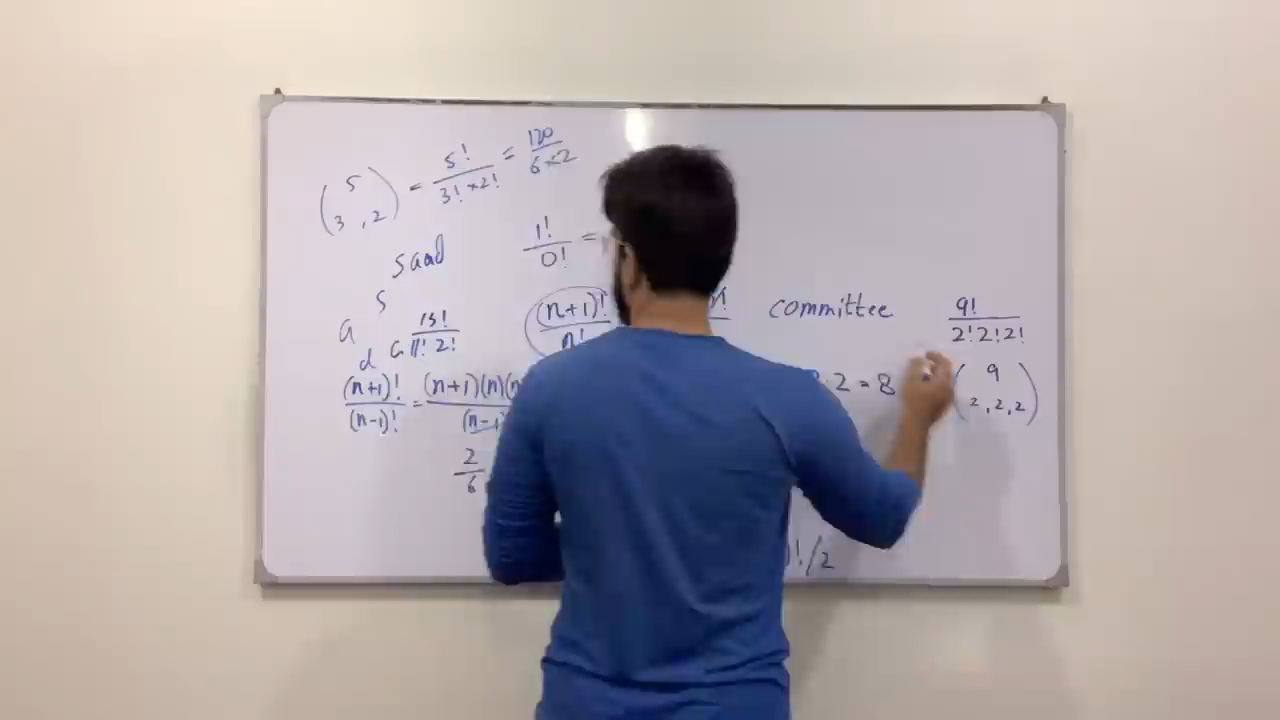 ( 5 / 3 , 2 ) = 5! / 3! × 2! = 120 / 6 × 2
saad
1! / 0! =
s
a
d
a
15! / 11! 2!
(n+1)! / n!
committee
9! / 2! 2! 2!
(n+1)! / (n-1)! = (n+1)(n)(n / (n-1
· 2 = 8
( 9 / 2 , 2 , 2 )
2 / 6
! / 2